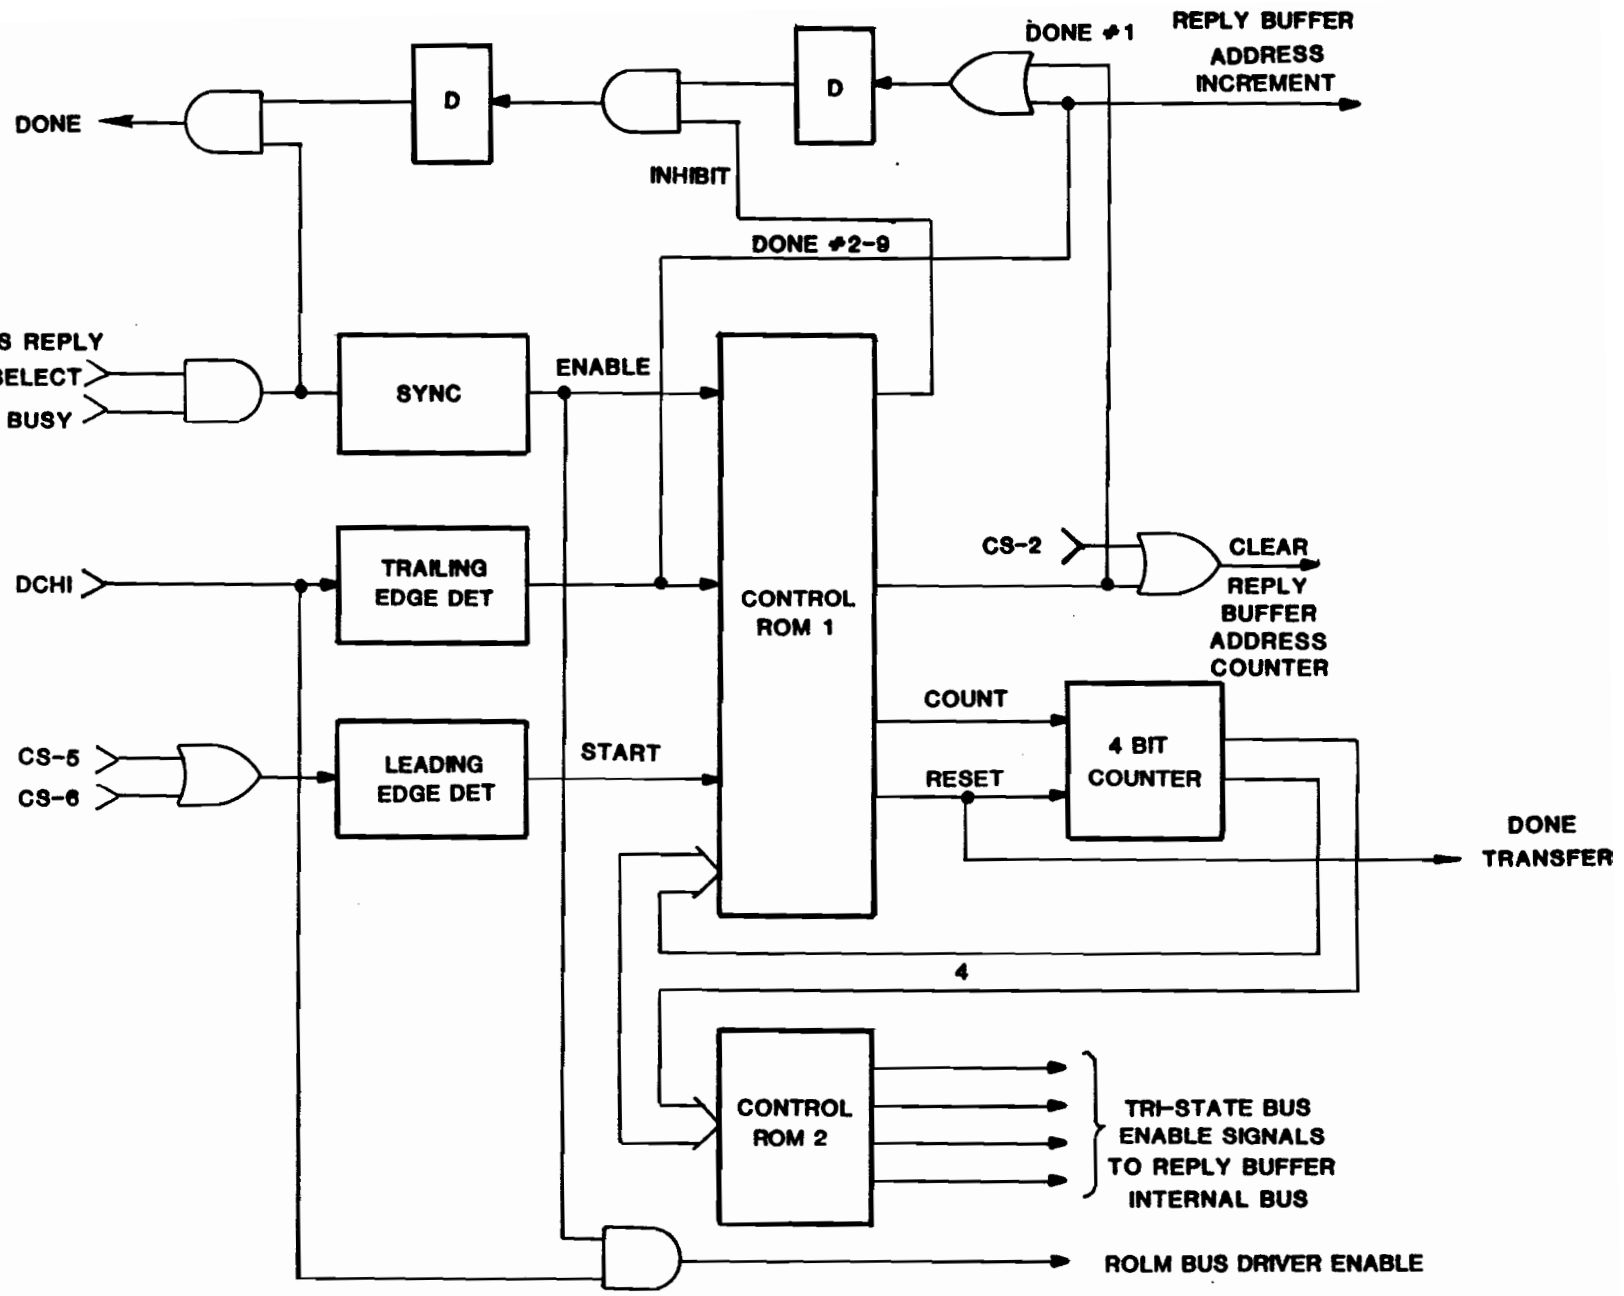 DONE #1
REPLY BUFFER
ADDRESS
INCREMENT
D
D
DONE
INHIBIT
DONE #2-9
S REPLY
SELECT
BUSY
SYNC
ENABLE
CS-2
CLEAR
REPLY
BUFFER
ADDRESS
COUNTER
DCHI
TRAILING
EDGE DET
CONTROL
ROM 1
COUNT
4 BIT
COUNTER
RESET
CS-5
CS-6
LEADING
EDGE DET
START
DONE
TRANSFER
4
CONTROL
ROM 2
TRI-STATE BUS
ENABLE SIGNALS
TO REPLY BUFFER
INTERNAL BUS
ROLM BUS DRIVER ENABLE